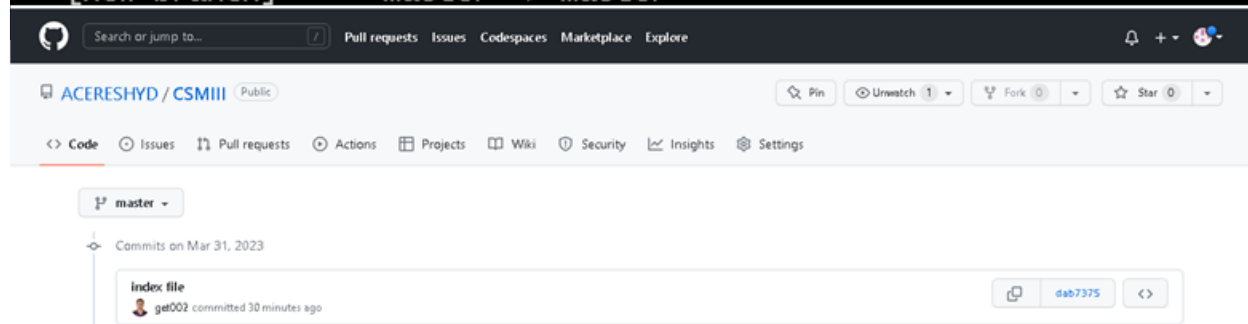 Search or jump to... / Pull requests Issues Codespaces Marketplace Explore
ACERESHYD / CSMIII Public Pin Unwatch 1 Fork 0 Star 0
Code Issues Pull requests Actions Projects Wiki Security Insights Settings
master
Commits on Mar 31, 2023
index file
get002 committed 30 minutes ago dab7375